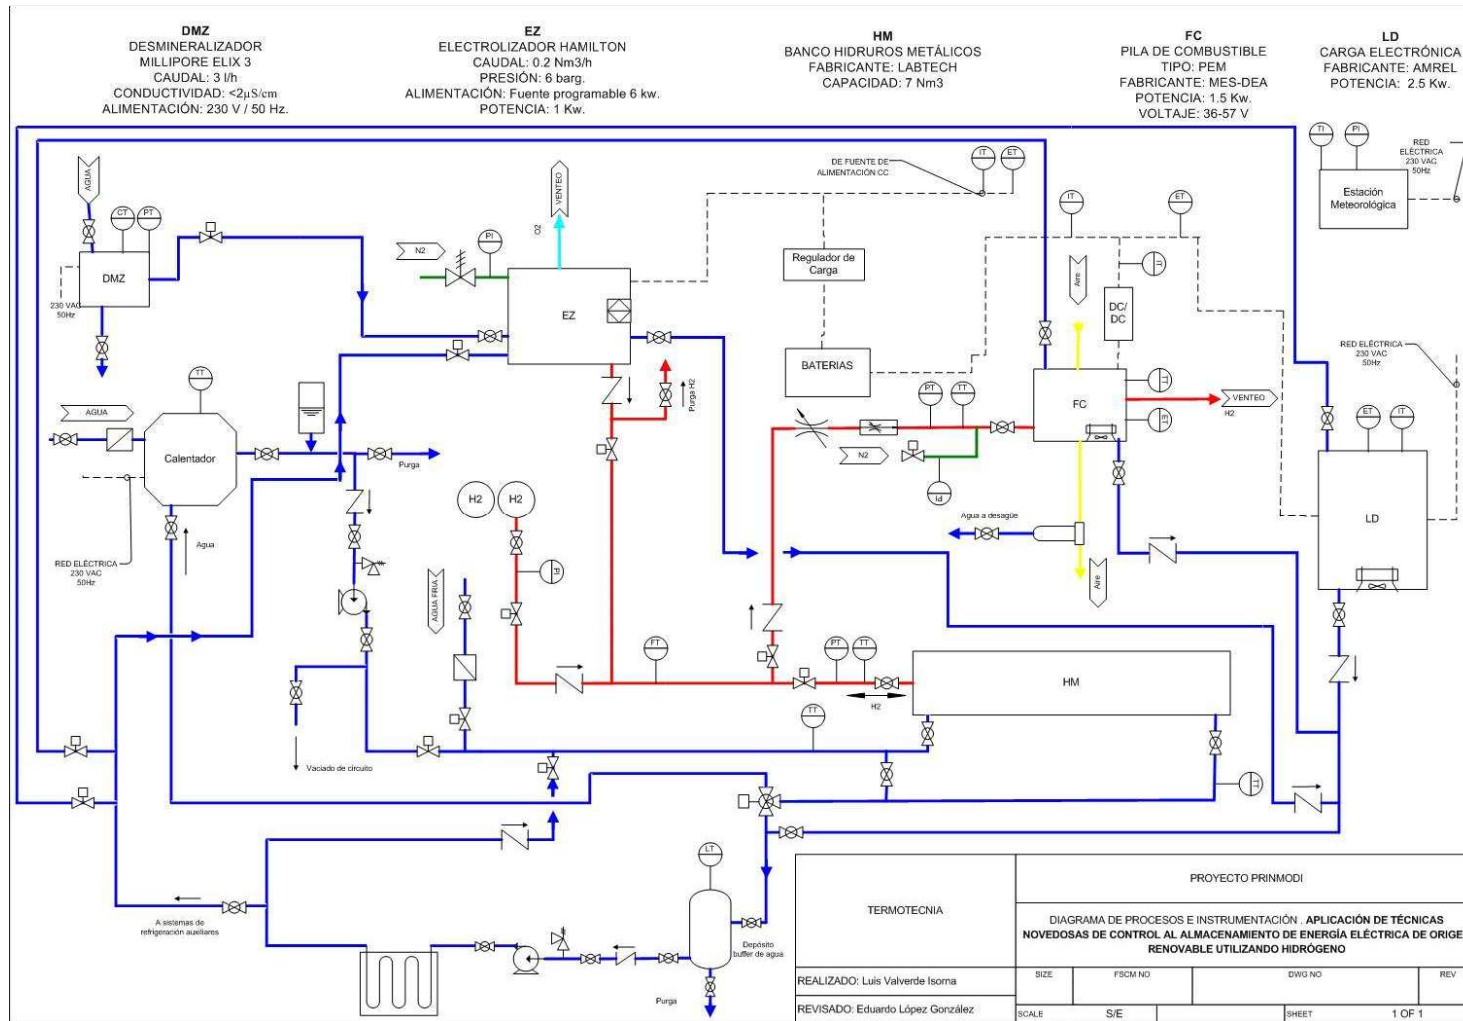 DMZ
DESMINERALIZADOR
MILLIPORE ELIX 3
CAUDAL: 3 l/h
CONDUCTIVIDAD: <2µS/cm
ALIMENTACIÓN: 230 V / 50 Hz.
EZ
ELECTROLIZADOR HAMILTON
CAUDAL: 0.2 Nm3/h
PRESIÓN: 6 barg.
ALIMENTACIÓN: Fuente programable 6 kw.
POTENCIA: 1 Kw.
HM
BANCO HIDRUROS METÁLICOS
FABRICANTE: LABTECH
CAPACIDAD: 7 Nm3
FC
PILA DE COMBUSTIBLE
TIPO: PEM
FABRICANTE: MES-DEA
POTENCIA: 1.5 Kw.
VOLTAJE: 36-57 V
LD
CARGA ELECTRÓNICA
FABRICANTE: AMREL
POTENCIA: 2.5 Kw.
AGUA
CT
PT
DMZ
230 VAC
50Hz
VENTEO
O2
N2
PI
EZ
DE FUENTE DE
ALIMENTACIÓN CC
IT
ET
Regulador de
Carga
BATERIAS
IT
ET
IT
Aire
DC/
DC
TI
PI
RED
ELÉCTRICA
230 VAC
50Hz
Estación
Meteorológica
RED ELÉCTRICA
230 VAC
50Hz
TT
AGUA
Calentador
Purga
RED ELÉCTRICA
230 VAC
50Hz
Agua
Purga H2
PT
TT
FC
TT
ET
VENTEO
H2
N2
PI
Agua a desagüe
Aire
ET
IT
LD
H2
H2
PI
AGUA FRIA
FT
PT
TT
H2
HM
TT
TT
Vaciado de circuito
LT
A sistemas de
refrigeración auxiliares
Depósito
buffer de agua
Purga
TERMOTECNIA
PROYECTO PRINMODI
DIAGRAMA DE PROCESOS E INSTRUMENTACIÓN . APLICACIÓN DE TÉCNICAS
NOVEDOSAS DE CONTROL AL ALMACENAMIENTO DE ENERGÍA ELÉCTRICA DE ORIGE
RENOVABLE UTILIZANDO HIDRÓGENO
REALIZADO: Luis Valverde Isorna
SIZE
FSCM NO
DWG NO
REV
REVISADO: Eduardo López González
SCALE
S/E
SHEET
1 OF 1